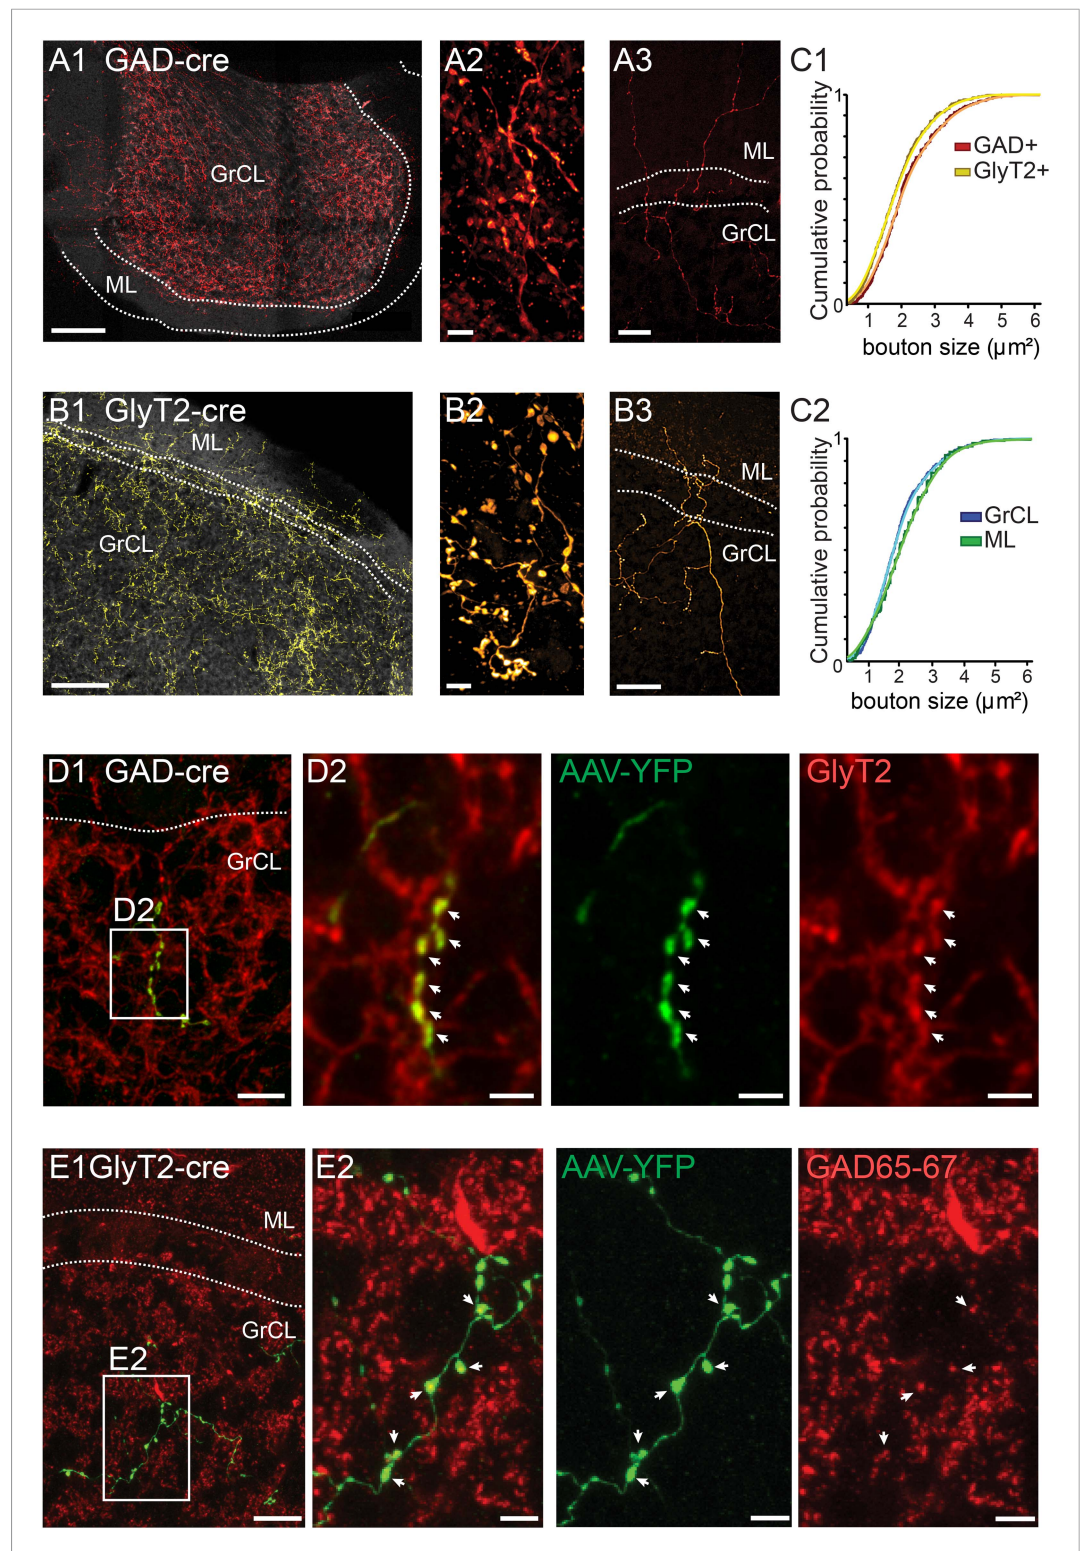 A1 GAD-cre
GrCL
ML
A2
A3
ML
GrCL
C1
Cumulative probability
1
0
GAD+
GlyT2+
1 2 3 4 5 6
bouton size (µm²)
B1 GlyT2-cre
ML
GrCL
B2
B3
ML
GrCL
C2
Cumulative probability
1
0
GrCL
ML
1 2 3 4 5 6
bouton size (µm²)
D1 GAD-cre
GrCL
D2
D2
AAV-YFP
GlyT2
E1GlyT2-cre
ML
GrCL
E2
E2
AAV-YFP
GAD65-67